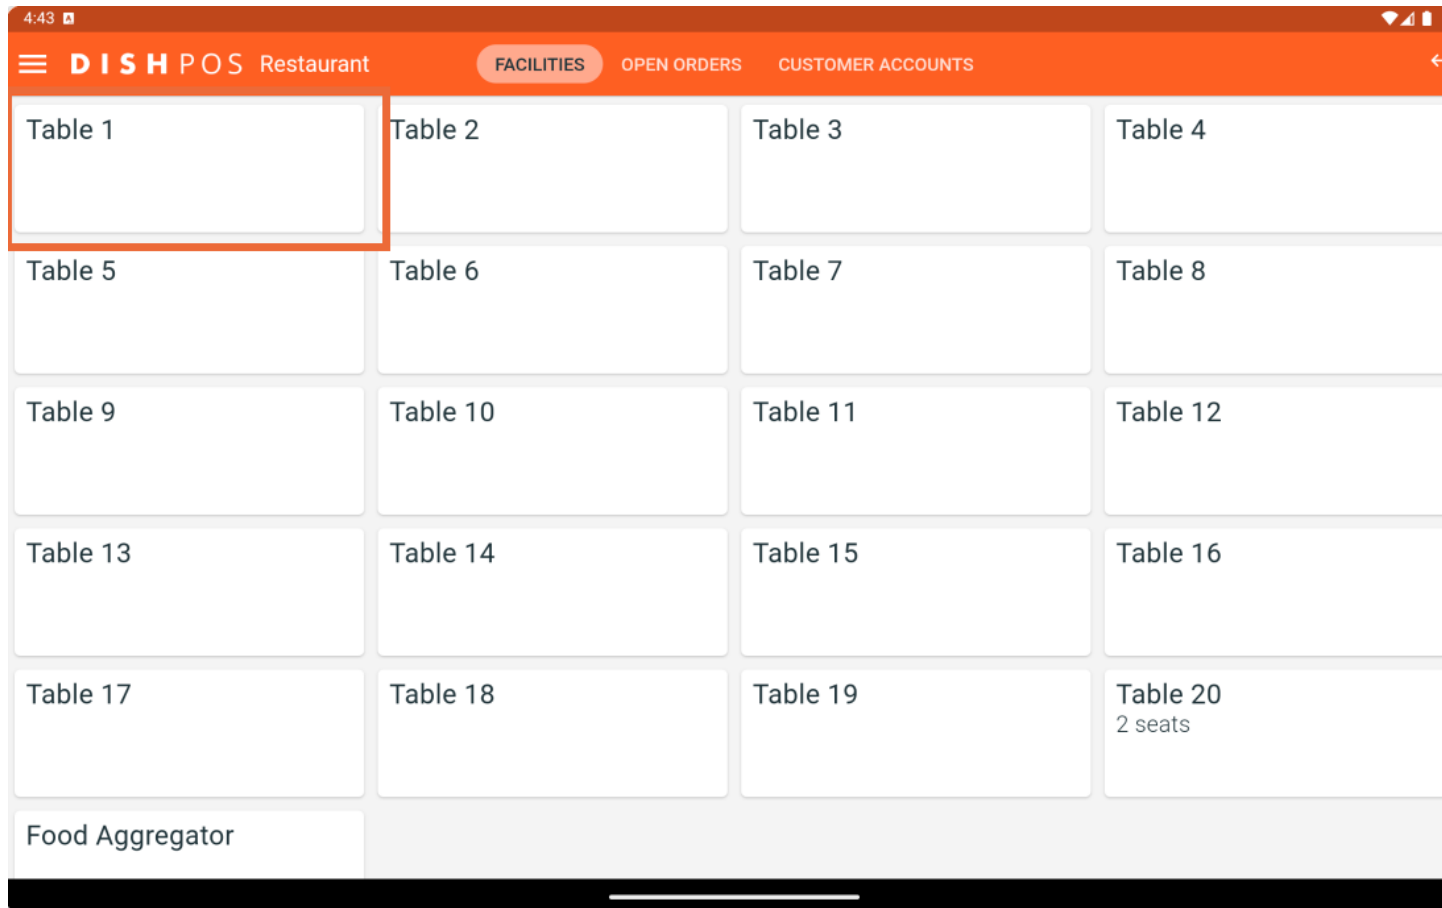 4:43
DISH POS Restaurant FACILITIES OPEN ORDERS CUSTOMER ACCOUNTS
Table 1 Table 2 Table 3 Table 4
Table 5 Table 6 Table 7 Table 8
Table 9 Table 10 Table 11 Table 12
Table 13 Table 14 Table 15 Table 16
Table 17 Table 18 Table 19 Table 20
2 seats
Food Aggregator